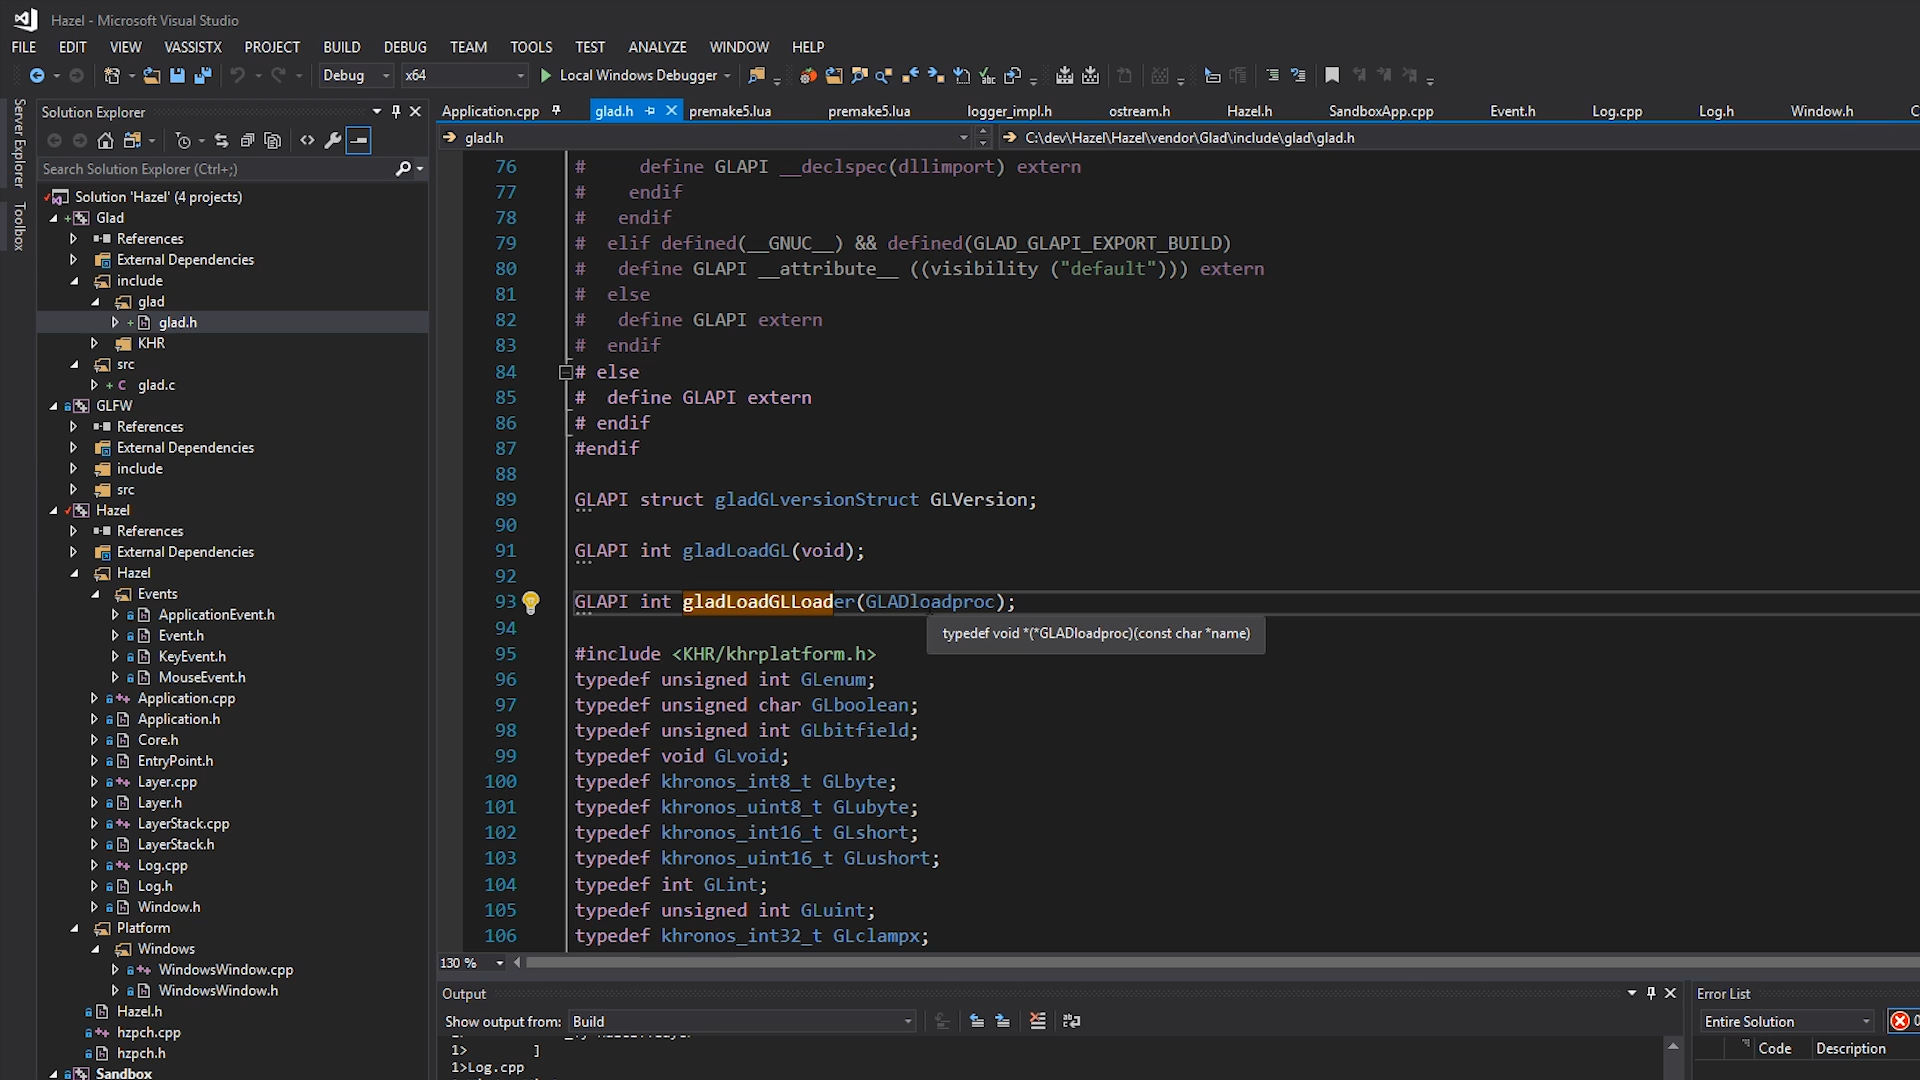 Hazel - Microsoft Visual Studio
FILE EDIT VIEW VASSISTX PROJECT BUILD DEBUG TEAM TOOLS TEST ANALYZE WINDOW HELP
Debug x64 Local Windows Debugger
Server Explorer
Toolbox
Solution Explorer
Search Solution Explorer (Ctrl+;)
Solution 'Hazel' (4 projects)
Glad
References
External Dependencies
include
glad
glad.h
KHR
src
glad.c
GLFW
References
External Dependencies
include
src
Hazel
References
External Dependencies
Hazel
Events
ApplicationEvent.h
Event.h
KeyEvent.h
MouseEvent.h
Application.cpp
Application.h
Core.h
EntryPoint.h
Layer.cpp
Layer.h
LayerStack.cpp
LayerStack.h
Log.cpp
Log.h
Window.h
Platform
Windows
WindowsWindow.cpp
WindowsWindow.h
Hazel.h
hzpch.cpp
hzpch.h
Sandbox
Application.cpp glad.h premake5.lua premake5.lua logger_impl.h ostream.h Hazel.h SandboxApp.cpp Event.h Log.cpp Log.h Window.h
glad.h C:\dev\Hazel\Hazel\vendor\Glad\include\glad\glad.h
76 # define GLAPI __declspec(dllimport) extern
77 # endif
78 # endif
79 # elif defined(__GNUC__) && defined(GLAD_GLAPI_EXPORT_BUILD)
80 # define GLAPI __attribute__ ((visibility ("default"))) extern
81 # else
82 # define GLAPI extern
83 # endif
84 # else
85 # define GLAPI extern
86 # endif
87 #endif
88
89 GLAPI struct gladGLversionStruct GLVersion;
90
91 GLAPI int gladLoadGL(void);
92
93 GLAPI int gladLoadGLLoader(GLADloadproc);
94 typedef void *(*GLADloadproc)(const char *name)
95 #include <KHR/khrplatform.h>
96 typedef unsigned int GLenum;
97 typedef unsigned char GLboolean;
98 typedef unsigned int GLbitfield;
99 typedef void GLvoid;
100 typedef khronos_int8_t GLbyte;
101 typedef khronos_uint8_t GLubyte;
102 typedef khronos_int16_t GLshort;
103 typedef khronos_uint16_t GLushort;
104 typedef int GLint;
105 typedef unsigned int GLuint;
106 typedef khronos_int32_t GLclampx;
130 %
Output
Show output from: Build
1> ]
1>Log.cpp
Error List
Entire Solution 0
Code Description